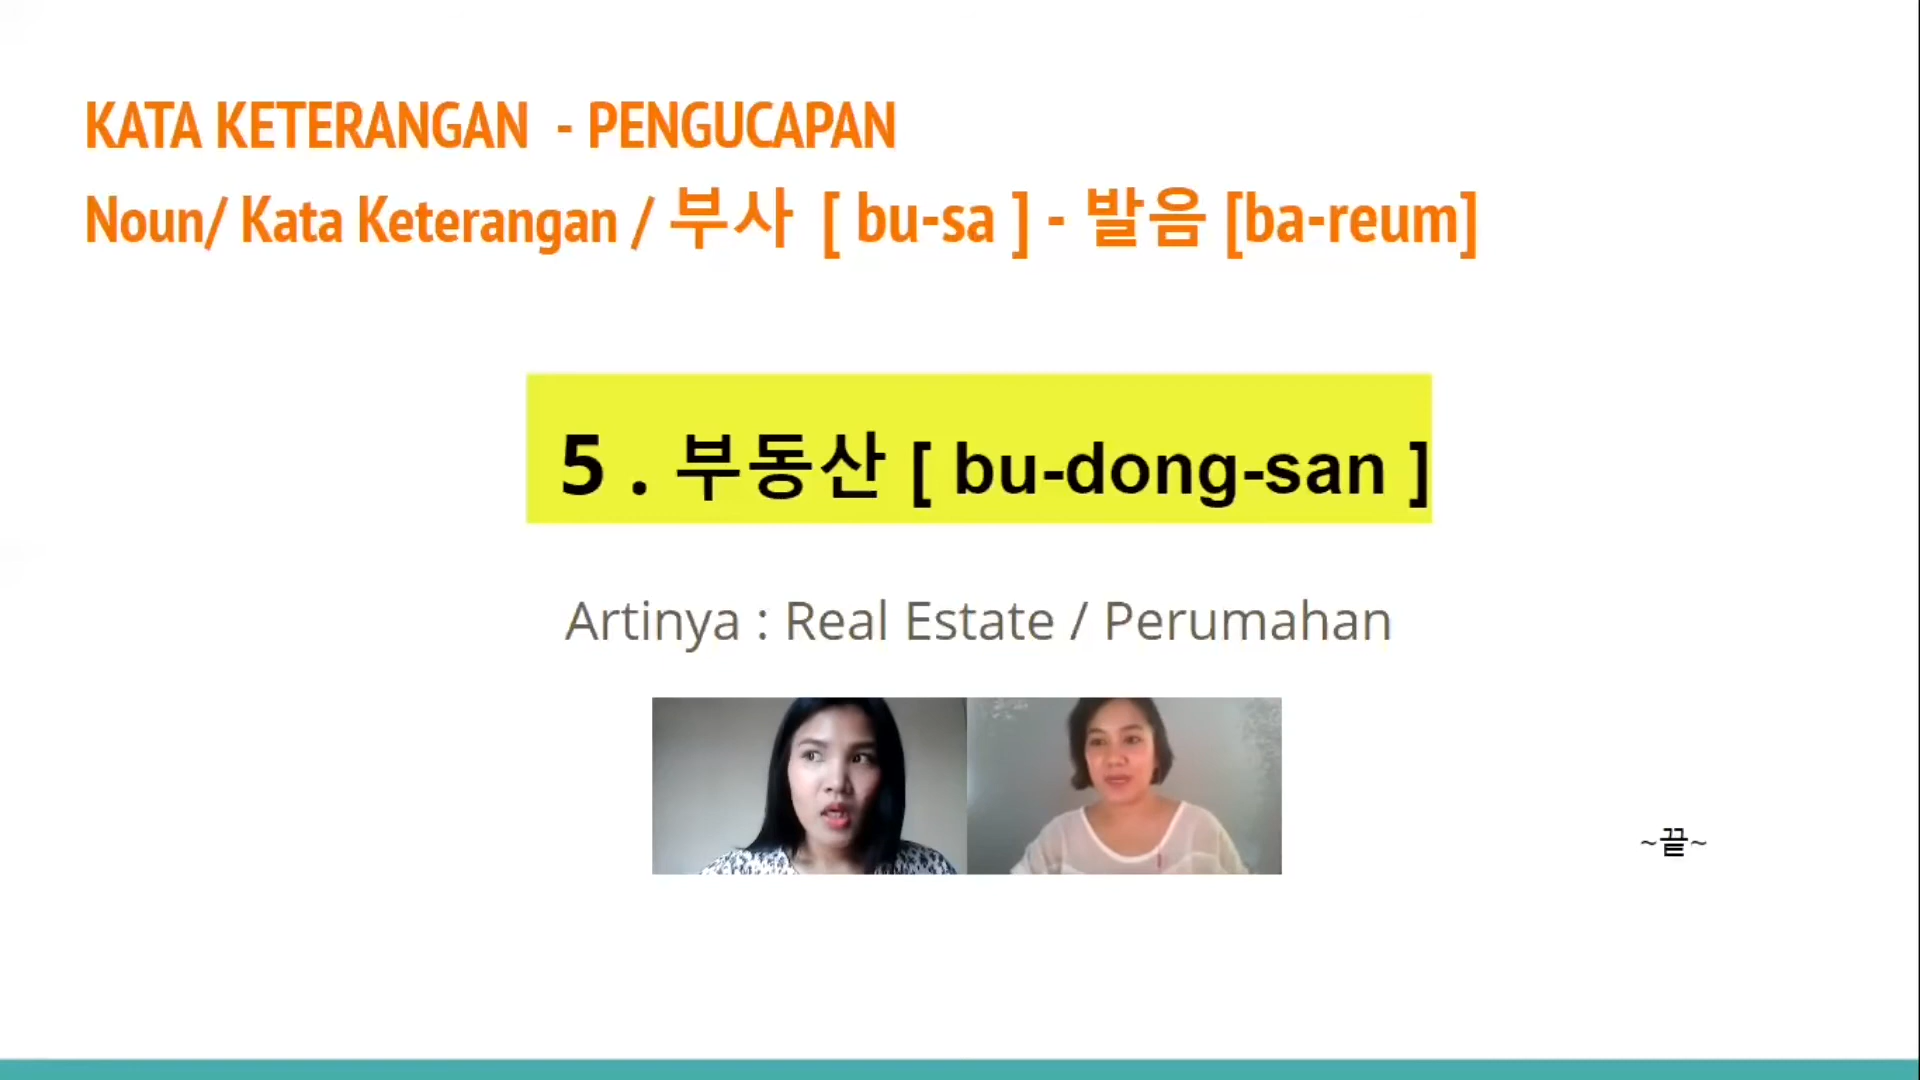 KATA KETERANGAN - PENGUCAPAN
Noun/ Kata Keterangan / 부사 [ bu-sa ] - 발음 [ba-reum]
5 . 부동산 [ bu-dong-san ]
Artinya : Real Estate / Perumahan
~끝~